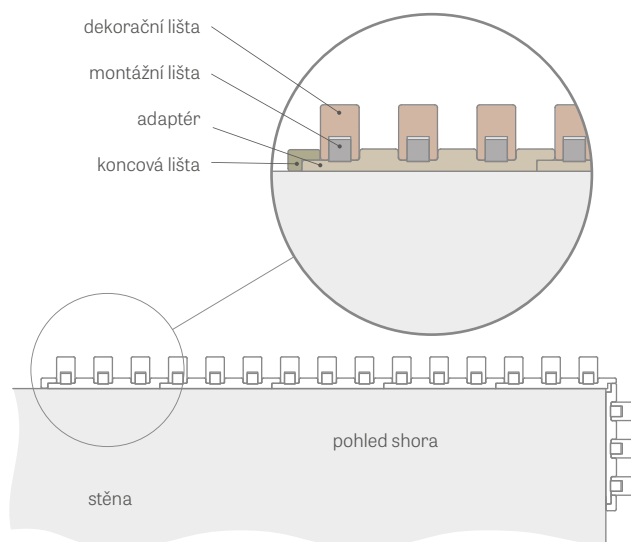 dekorační lišta
montážní lišta
adaptér
koncová lišta
pohled shora
stěna